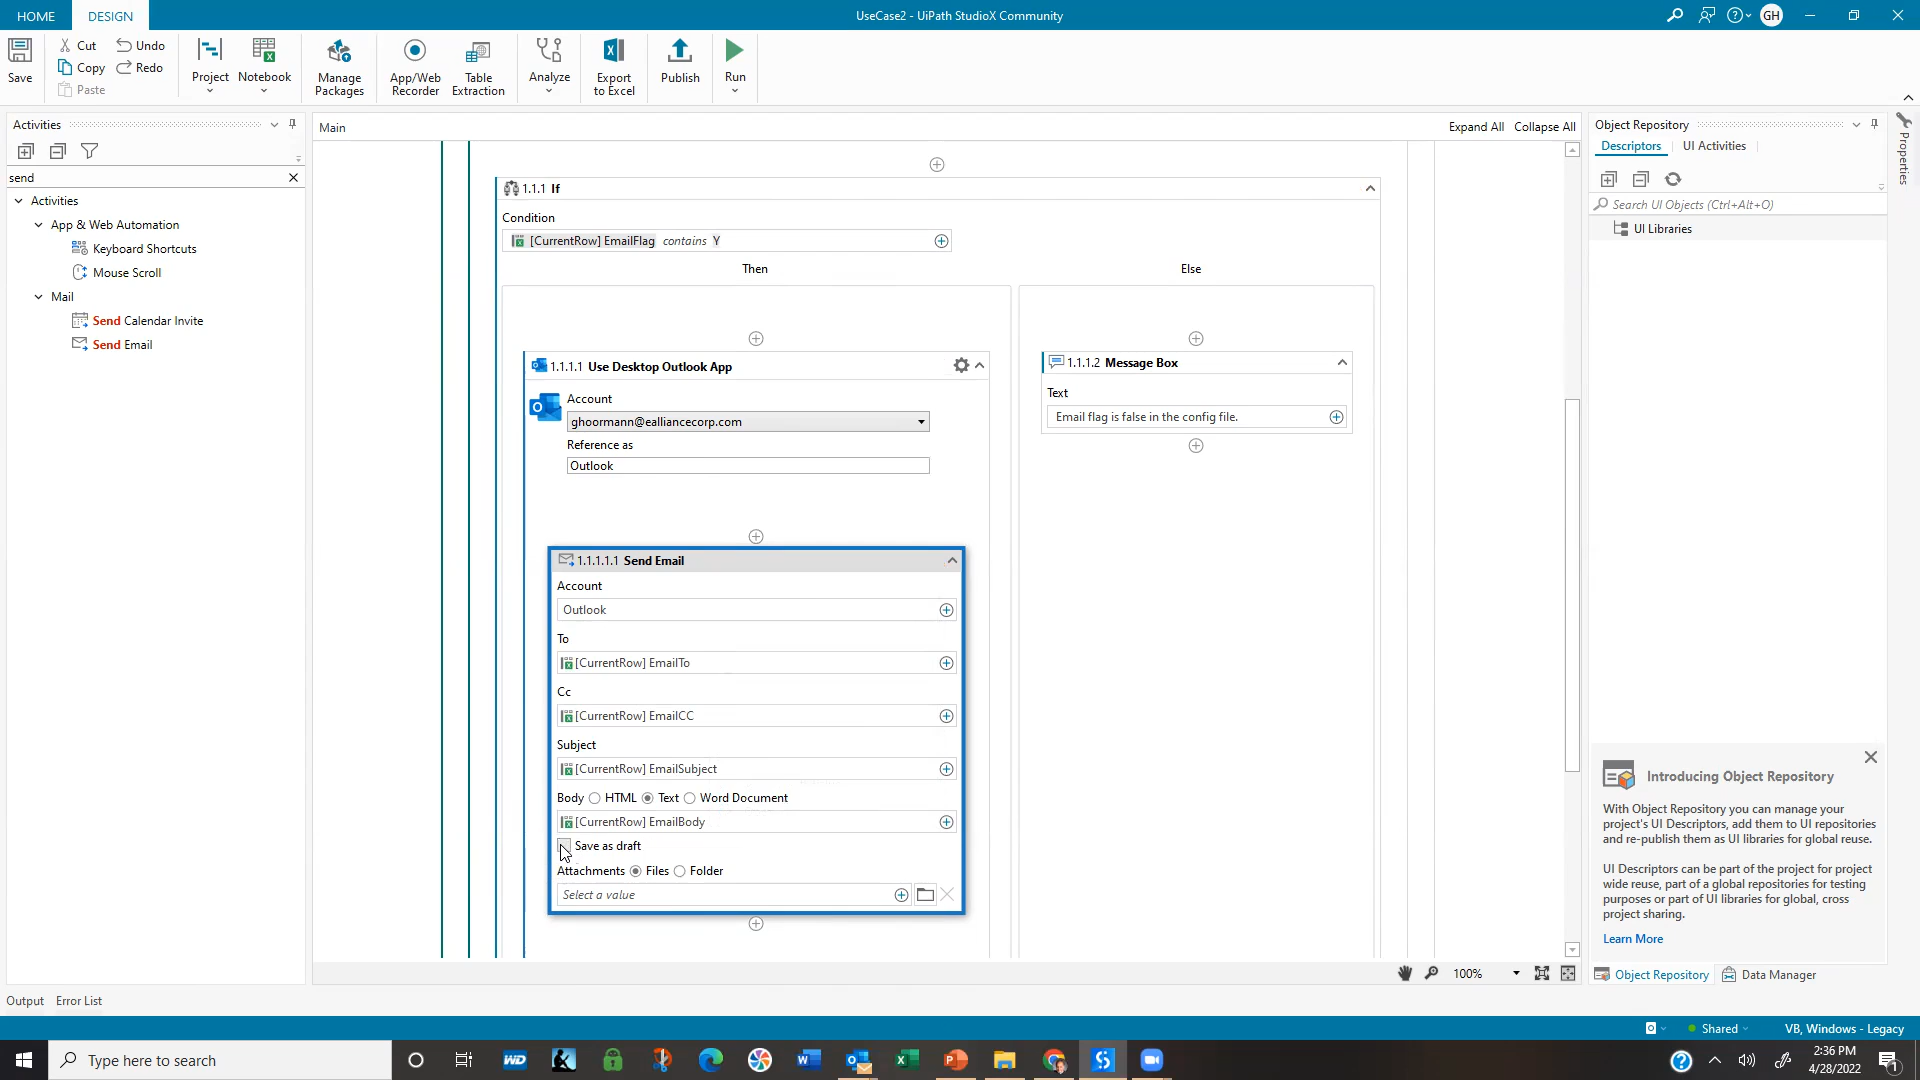 HOME
DESIGN
UseCase2 - UiPath StudioX Community
GH
Save
Cut
Copy
Paste
Undo
Redo
Project
Notebook
Manage
Packages
App/Web
Recorder
Table
Extraction
Analyze
Export
to Excel
Publish
Run
Activities
send
Activities
App & Web Automation
Keyboard Shortcuts
Mouse Scroll
Mail
Send Calendar Invite
Send Email
Main
Expand All
Collapse All
1.1.1 If
Condition
[CurrentRow] EmailFlag contains Y
Then
Else
1.1.1.1 Use Desktop Outlook App
Account
ghoormann@ealliancecorp.com
Reference as
Outlook
1.1.1.2 Message Box
Text
Email flag is false in the config file.
1.1.1.1.1 Send Email
Account
Outlook
To
[CurrentRow] EmailTo
Cc
[CurrentRow] EmailCC
Subject
[CurrentRow] EmailSubject
Body HTML Text Word Document
[CurrentRow] EmailBody
Save as draft
Attachments Files Folder
Select a value
100%
Object Repository
Descriptors
UI Activities
Search UI Objects (Ctrl+Alt+O)
UI Libraries
Properties
Introducing Object Repository
With Object Repository you can manage your
project's UI Descriptors, add them to UI repositories
and re-publish them as UI libraries for global reuse.
UI Descriptors can be part of the project for project
wide reuse, part of a global repositories for testing
purposes or part of UI libraries for global, cross
project sharing.
Learn More
Object Repository
Data Manager
Output
Error List
Shared
VB, Windows - Legacy
Type here to search
2:36 PM
4/28/2022
1